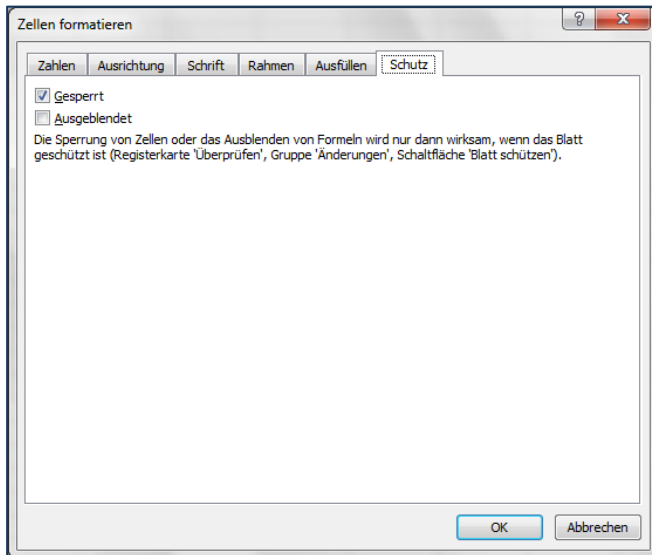 Zellen formatieren
Zahlen Ausrichtung Schrift Rahmen Ausfüllen Schutz
Gesperrt
Ausgeblendet
Die Sperrung von Zellen oder das Ausblenden von Formeln wird nur dann wirksam, wenn das Blatt
geschützt ist (Registerkarte 'Überprüfen', Gruppe 'Änderungen', Schaltfläche 'Blatt schützen').
OK Abbrechen